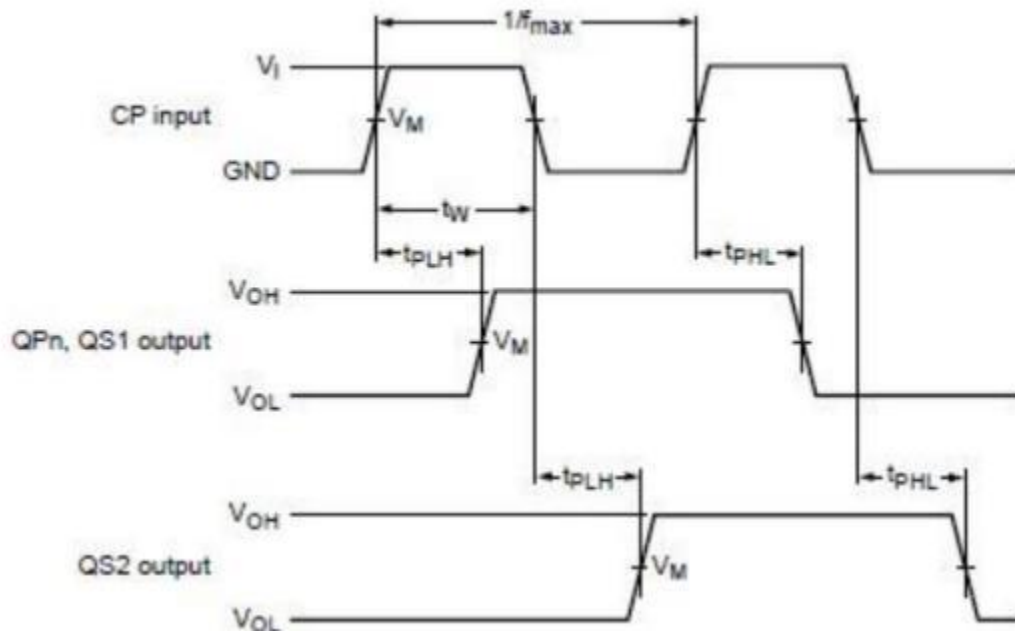 1/fmax
VI
CP input
VM
GND
tW
tPLH
tPHL
VOH
QPn, QS1 output
VM
VOL
tPLH
tPHL
VOH
QS2 output
VM
VOL